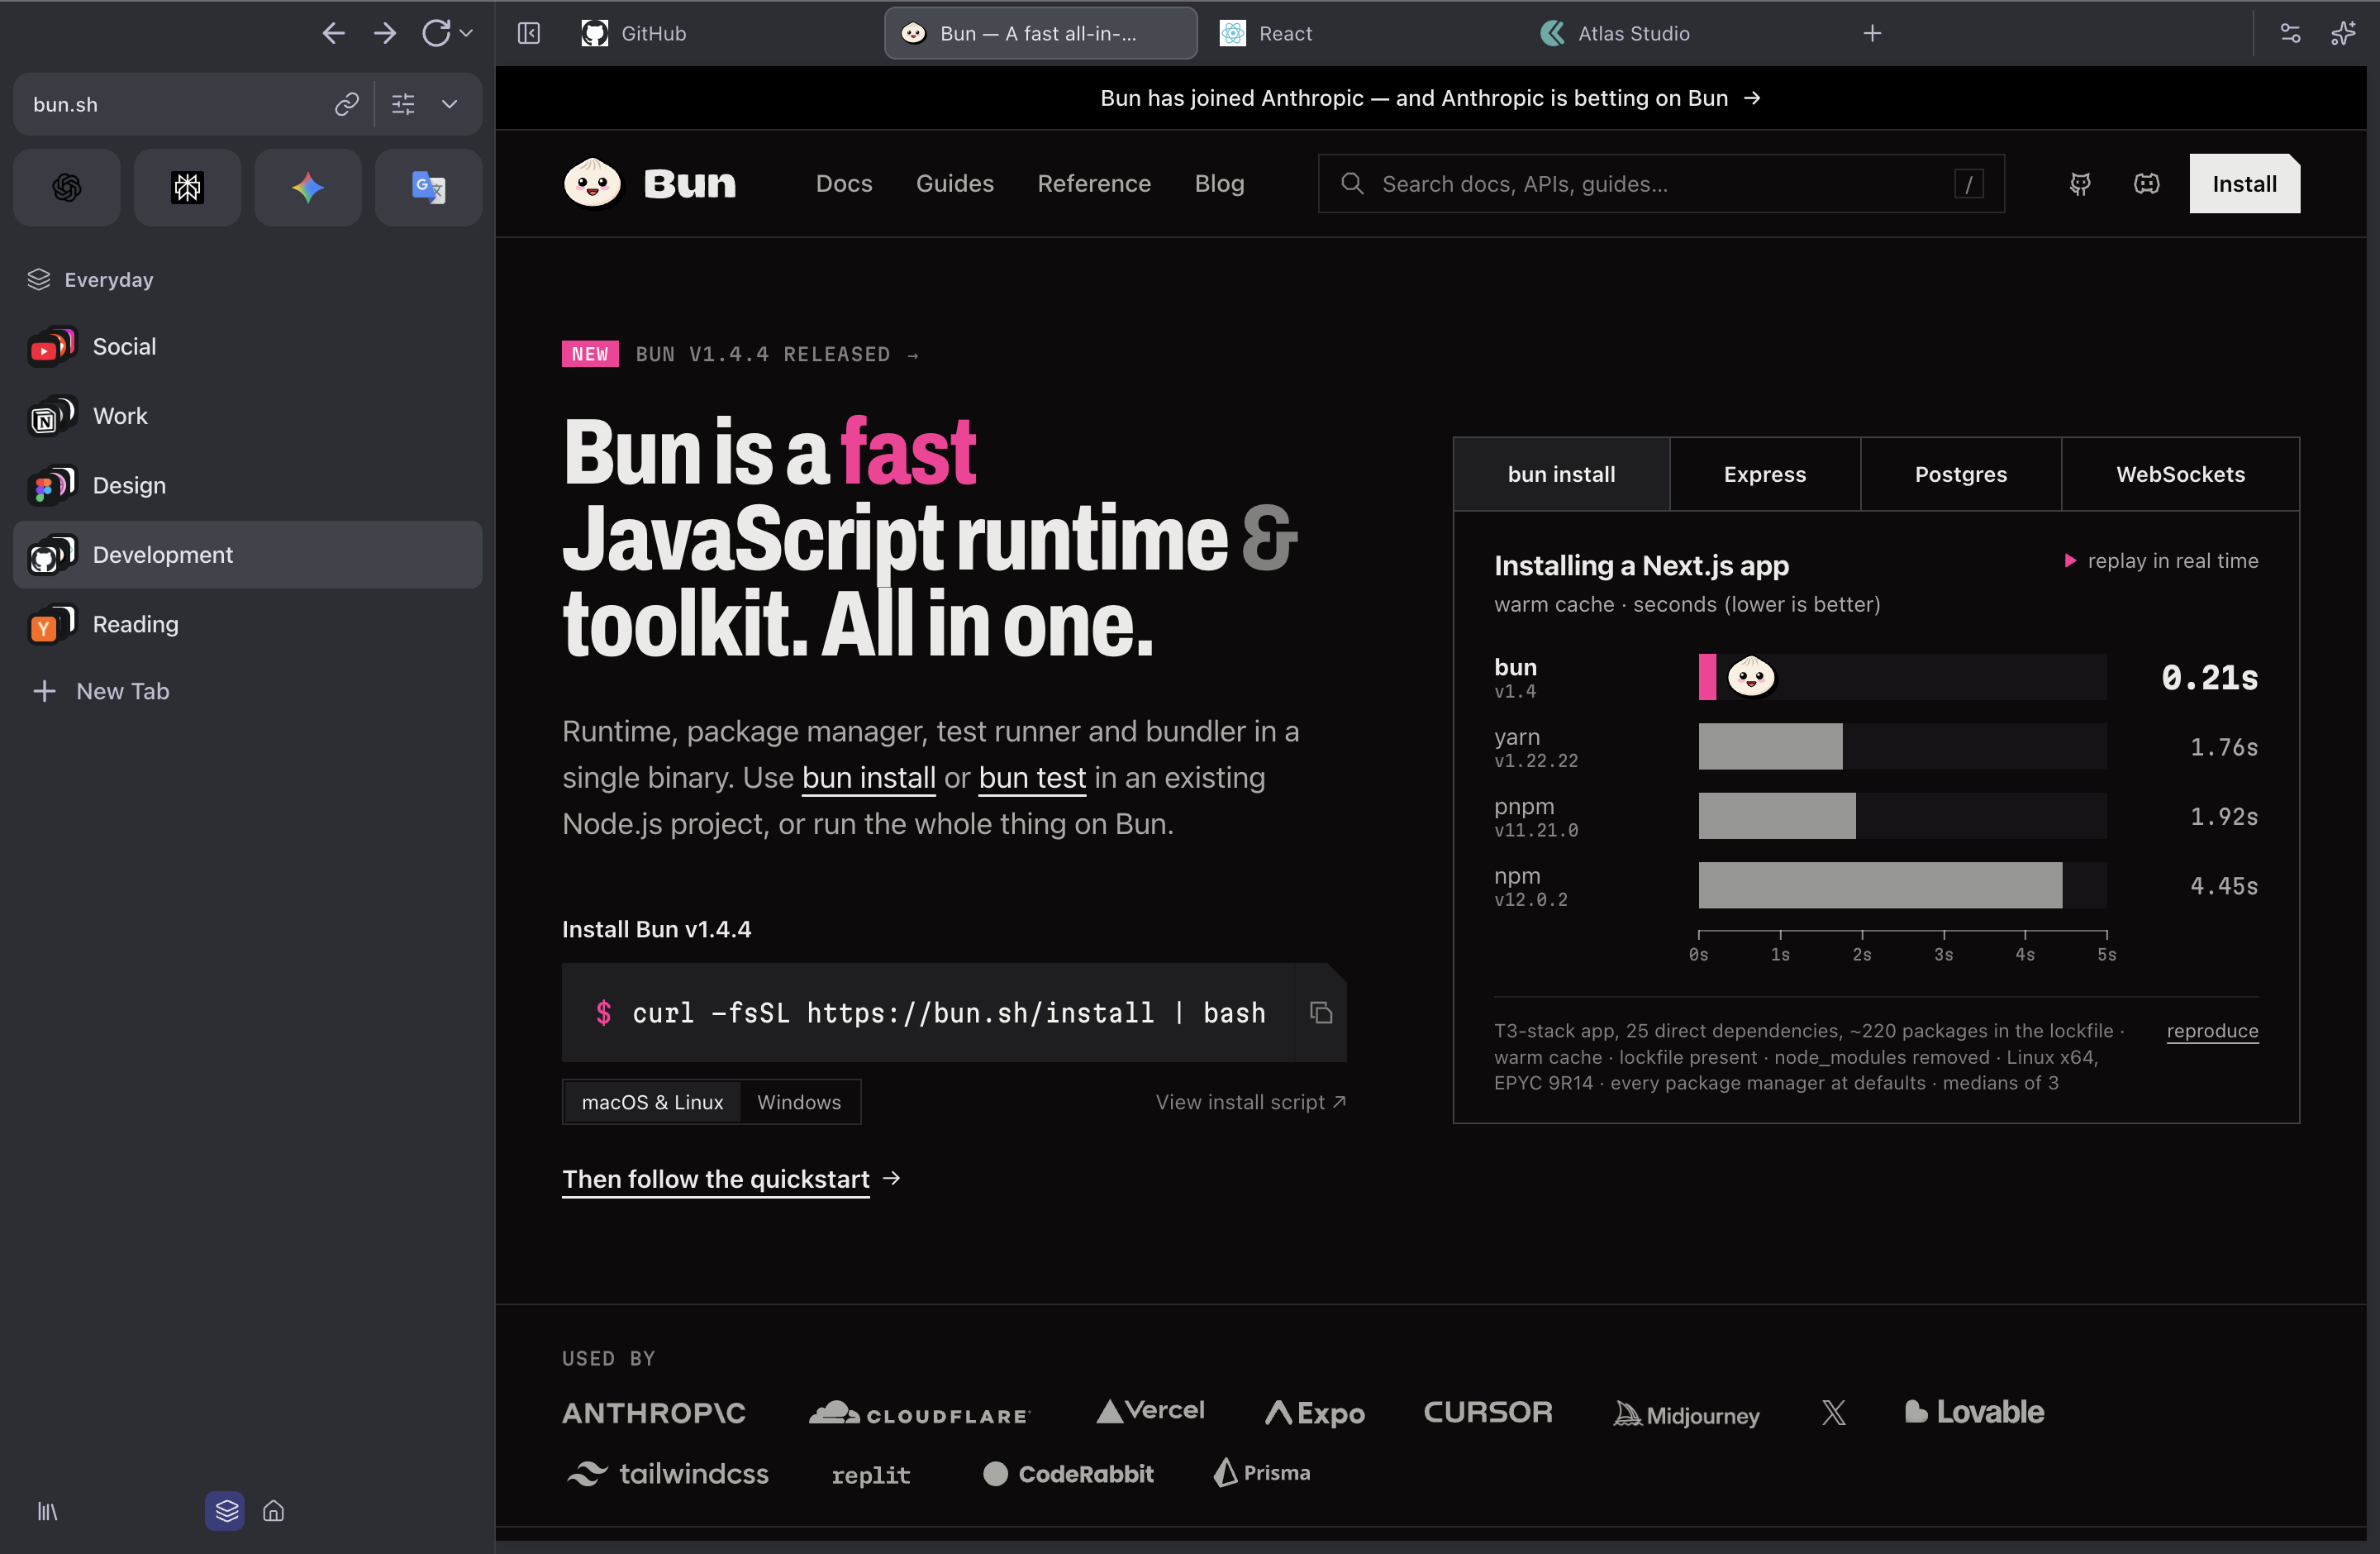 GitHub
Bun — A fast all-in-...
React
Atlas Studio
bun.sh
Everyday
Social
Work
Design
Development
Reading
New Tab
Bun has joined Anthropic — and Anthropic is betting on Bun →
Bun
Docs
Guides
Reference
Blog
Search docs, APIs, guides...
/
Install
NEW BUN V1.4.4 RELEASED →
Bun is a fast
JavaScript runtime &
toolkit. All in one.
Runtime, package manager, test runner and bundler in a
single binary. Use bun install or bun test in an existing
Node.js project, or run the whole thing on Bun.
Install Bun v1.4.4
$ curl -fsSL https://bun.sh/install | bash
macOS & Linux
Windows
View install script ↗
Then follow the quickstart →
bun install
Express
Postgres
WebSockets
Installing a Next.js app
replay in real time
warm cache · seconds (lower is better)
bun
v1.4
0.21s
yarn
v1.22.22
1.76s
pnpm
v11.21.0
1.92s
npm
v12.0.2
4.45s
0s 1s 2s 3s 4s 5s
T3-stack app, 25 direct dependencies, ~220 packages in the lockfile ·
warm cache · lockfile present · node_modules removed · Linux x64,
EPYC 9R14 · every package manager at defaults · medians of 3
reproduce
USED BY
ANTHROP\C
CLOUDFLARE
Vercel
Expo
CURSOR
Midjourney
X
Lovable
tailwindcss
replit
CodeRabbit
Prisma